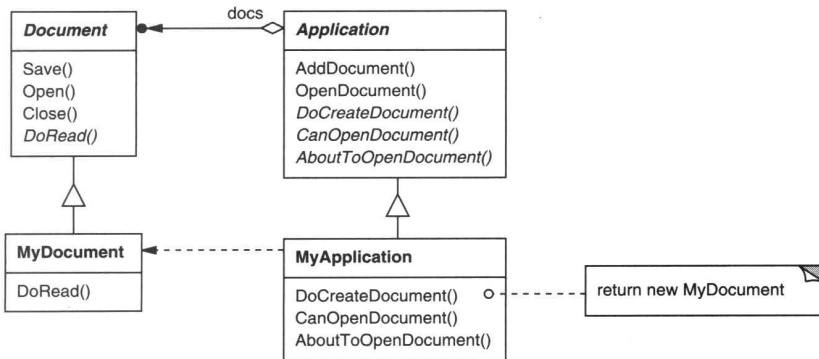 docs
Document
Save()
Open()
Close()
DoRead()
Application
AddDocument()
OpenDocument()
DoCreateDocument()
CanOpenDocument()
AboutToOpenDocument()
MyDocument
DoRead()
MyApplication
DoCreateDocument()
CanOpenDocument()
AboutToOpenDocument()
return new MyDocument